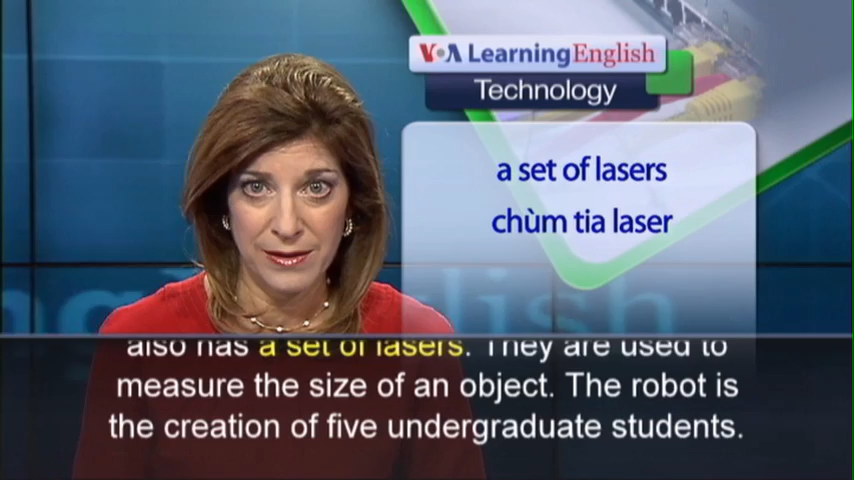 VOA Learning English
Technology
a set of lasers
chùm tia laser
also has a set of lasers. They are used to
measure the size of an object. The robot is
the creation of five undergraduate students.